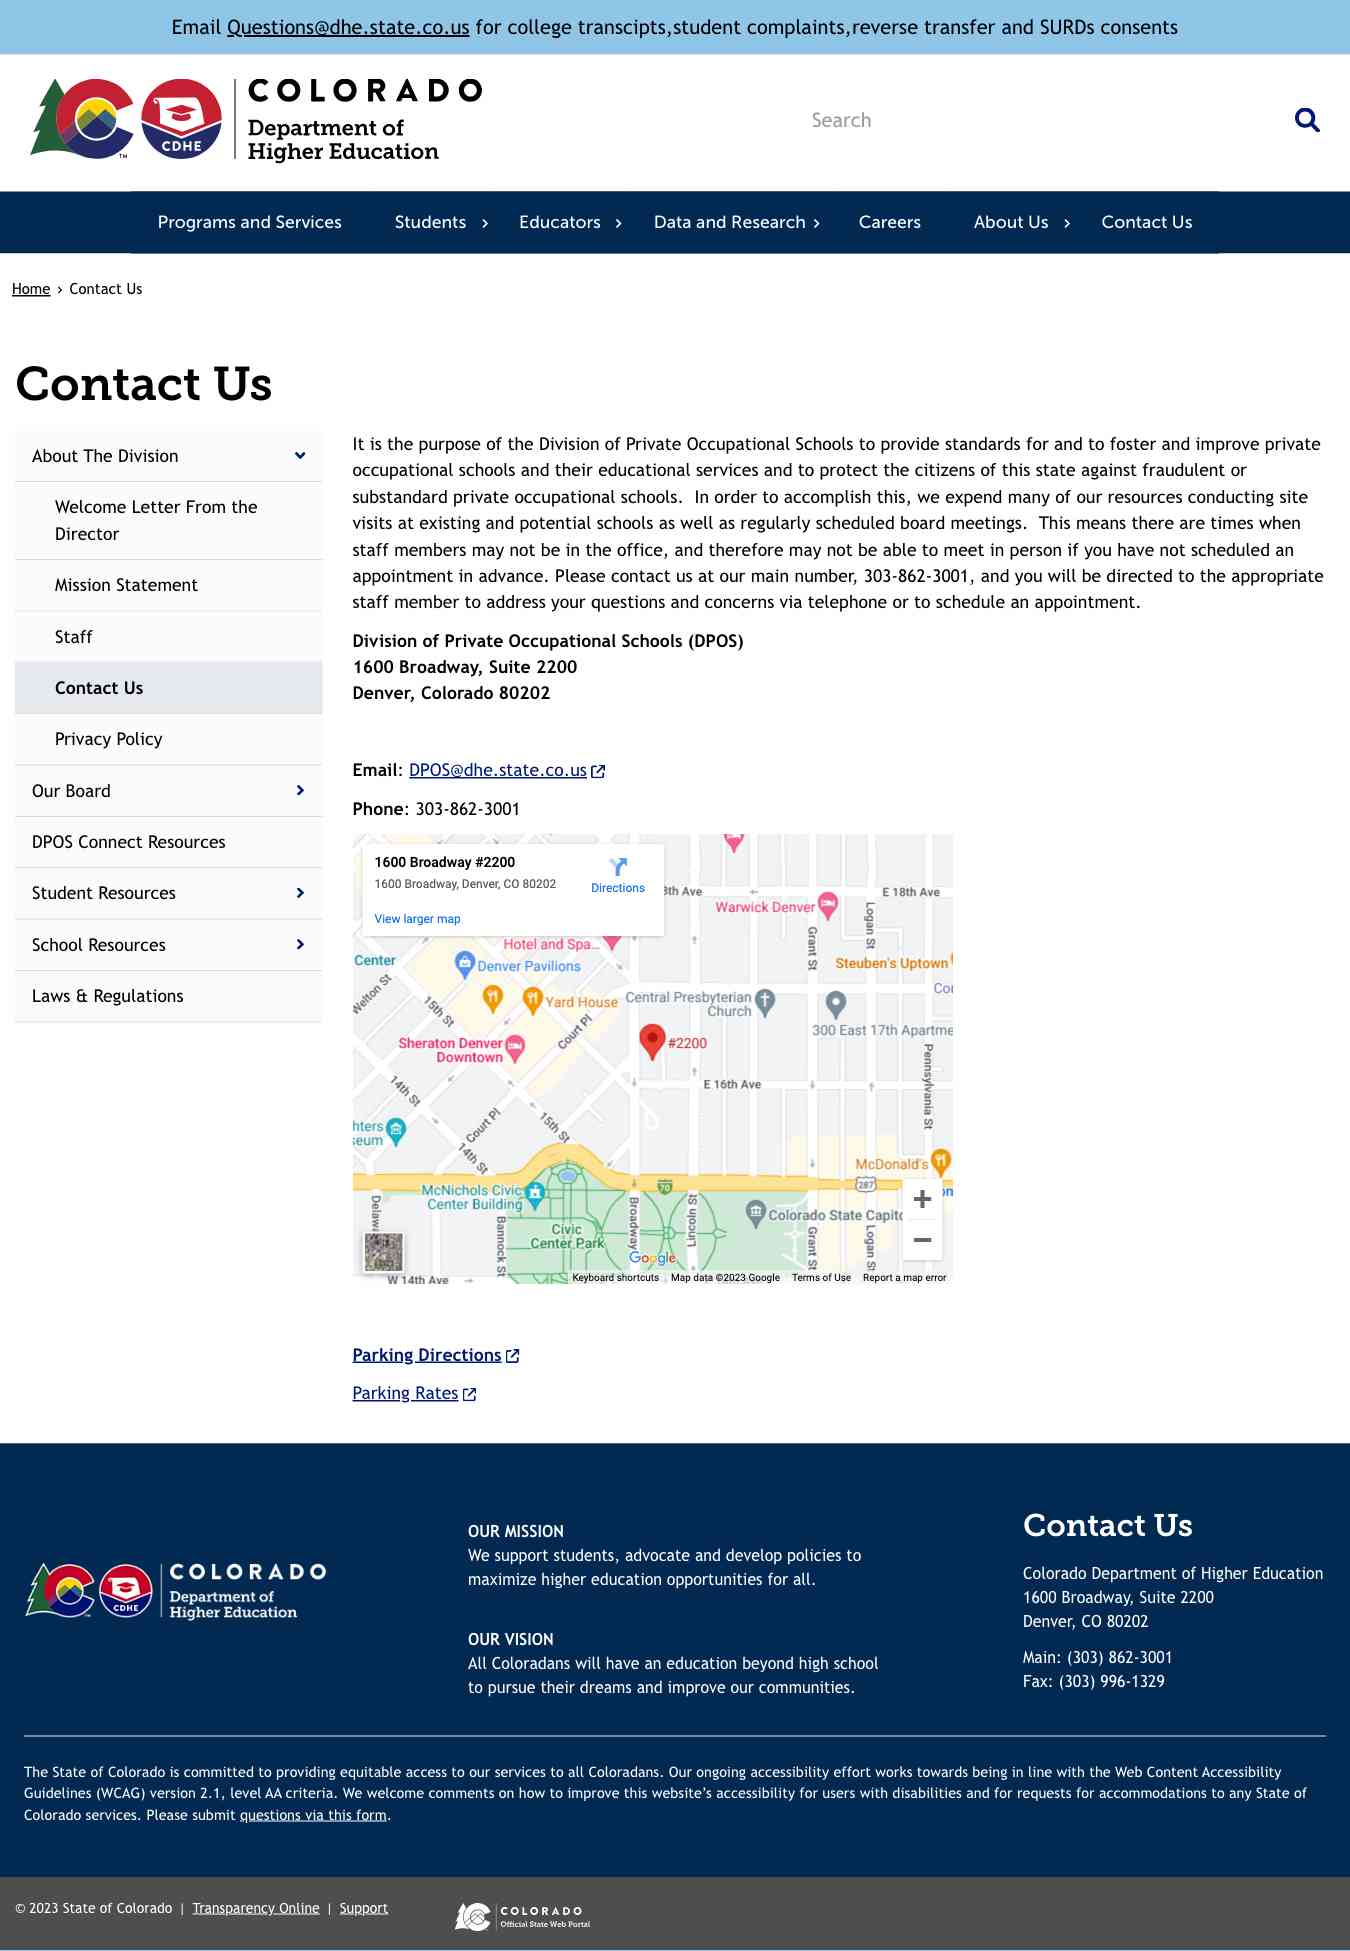 Email Questions@dhe.state.co.us for college transcipts,student complaints,reverse transfer and SURDs consents
COLORADO
Department of
Higher Education
CDHE
TM
Search
Programs and Services
Students
Educators
Data and Research
Careers
About Us
Contact Us
Home › Contact Us
Contact Us
About The Division
Welcome Letter From the
Director
Mission Statement
Staff
Contact Us
Privacy Policy
Our Board
DPOS Connect Resources
Student Resources
School Resources
Laws & Regulations
It is the purpose of the Division of Private Occupational Schools to provide standards for and to foster and improve private
occupational schools and their educational services and to protect the citizens of this state against fraudulent or
substandard private occupational schools.  In order to accomplish this, we expend many of our resources conducting site
visits at existing and potential schools as well as regularly scheduled board meetings.  This means there are times when
staff members may not be in the office, and therefore may not be able to meet in person if you have not scheduled an
appointment in advance. Please contact us at our main number, 303-862-3001, and you will be directed to the appropriate
staff member to address your questions and concerns via telephone or to schedule an appointment.
Division of Private Occupational Schools (DPOS)
1600 Broadway, Suite 2200
Denver, Colorado 80202
Email: DPOS@dhe.state.co.us
Phone: 303-862-3001
1600 Broadway #2200
1600 Broadway, Denver, CO 80202
Directions
View larger map
8th Ave
E 18th Ave
Warwick Denver
Logan St
Grant St
Hotel and Spa...
Center
Denver Pavilions
Steuben's Uptown
Welton St
15th St
Yard House
Central Presbyterian
Church
Cou
300 East 17th Apartme
Court Pl
Sheraton Denver
Downtown
#2200
Pennsylvania St
E 16th Ave
14th St
Court Pl
15th St
hters
seum
14th St
McDonald's
287
70
McNichols Civic
Center Building
Delawa
Bannock St
Civic
Center Park
Broadway
Lincoln St
Colorado State Capito
Grant St
Logan S
Google
W 14th Ave
Keyboard shortcuts
Map data ©2023 Google
Terms of Use
Report a map error
Parking Directions
Parking Rates
COLORADO
Department of
Higher Education
CDHE
OUR MISSION
We support students, advocate and develop policies to
maximize higher education opportunities for all.
OUR VISION
All Coloradans will have an education beyond high school
to pursue their dreams and improve our communities.
Contact Us
Colorado Department of Higher Education
1600 Broadway, Suite 2200
Denver, CO 80202
Main: (303) 862-3001
Fax: (303) 996-1329
The State of Colorado is committed to providing equitable access to our services to all Coloradans. Our ongoing accessibility effort works towards being in line with the Web Content Accessibility
Guidelines (WCAG) version 2.1, level AA criteria. We welcome comments on how to improve this website’s accessibility for users with disabilities and for requests for accommodations to any State of
Colorado services. Please submit questions via this form.
© 2023 State of Colorado | Transparency Online | Support
COLORADO
Official State Web Portal